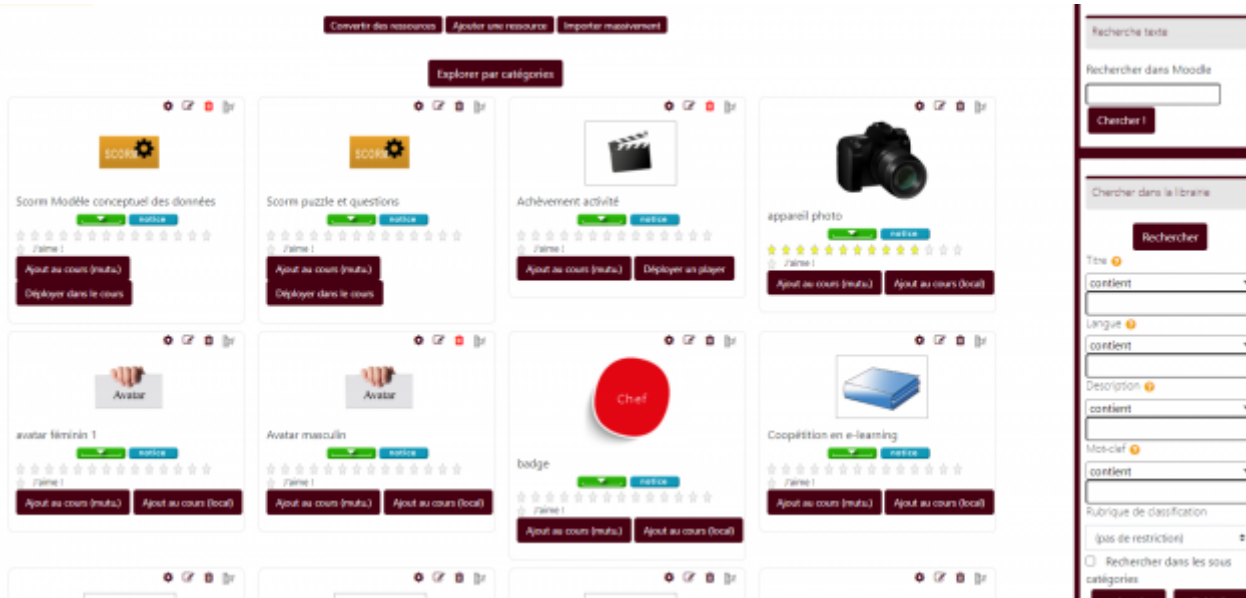 Convertir des ressources Ajouter une ressource Importer massivement
Explorer par catégories
SCORM
Scorm Modèle conceptuel des données
notice
J'aime !
Ajout au cours (mutu.)
Déployer dans le cours
SCORM
Scorm puzzle et questions
notice
J'aime !
Ajout au cours (mutu.)
Déployer dans le cours
Achèvement activité
notice
J'aime !
Ajout au cours (mutu.) Déployer un player
appareil photo
notice
J'aime !
Ajout au cours (mutu.) Ajout au cours (local)
Avatar
avatar féminin 1
notice
J'aime !
Ajout au cours (mutu.) Ajout au cours (local)
Avatar
Avatar masculin
notice
J'aime !
Ajout au cours (mutu.) Ajout au cours (local)
Chef
badge
notice
J'aime !
Ajout au cours (mutu.) Ajout au cours (local)
Coopétition en e-learning
notice
J'aime !
Ajout au cours (mutu.) Ajout au cours (local)
Recherche texte
Rechercher dans Moodle
Chercher !
Chercher dans la librairie
Rechercher
Titre
contient
Langue
contient
Description
contient
Mot-clef
contient
Rubrique de classification
(pas de restriction)
Rechercher dans les sous
catégories